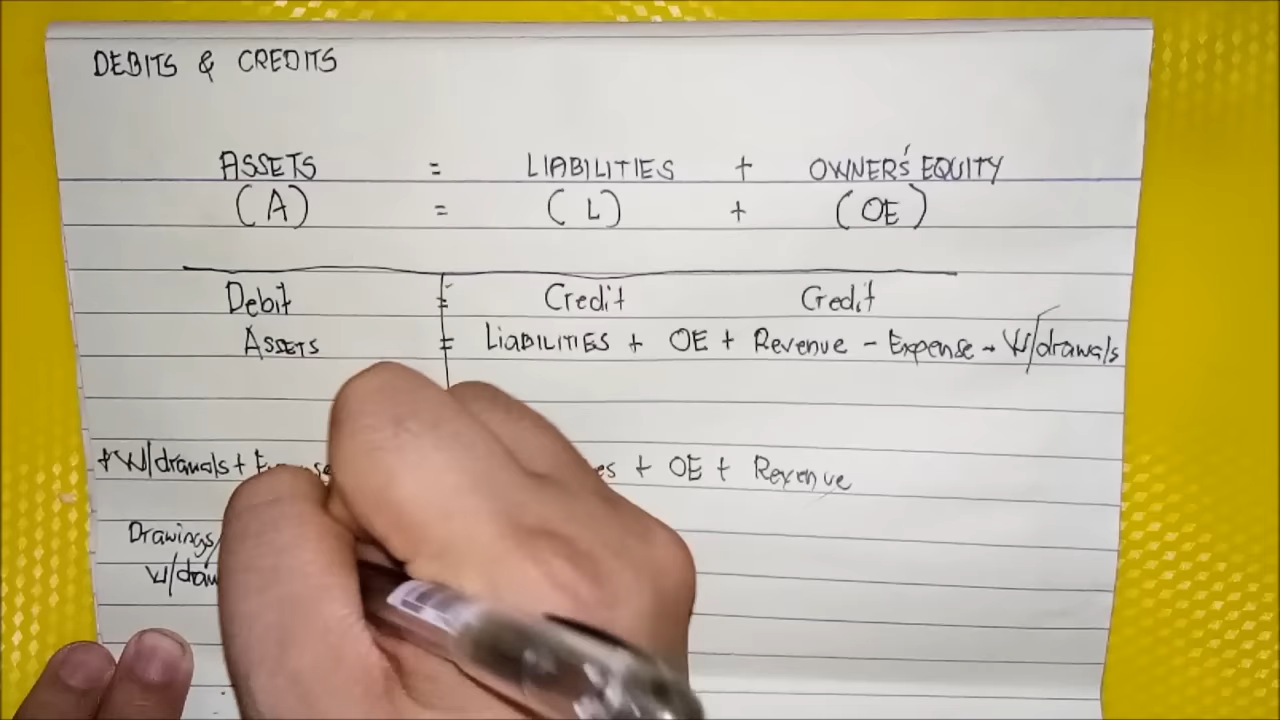 DEBITS & CREDITS
ASSETS = LIABILITIES + OWNER'S EQUITY
(A) = (L) + (OE)
Debit = Credit Credit
ASSETS = LIABILITIES + OE + Revenue - Expense - W/drawals
+ W/drawals + + OE + Revenue
Drawings/